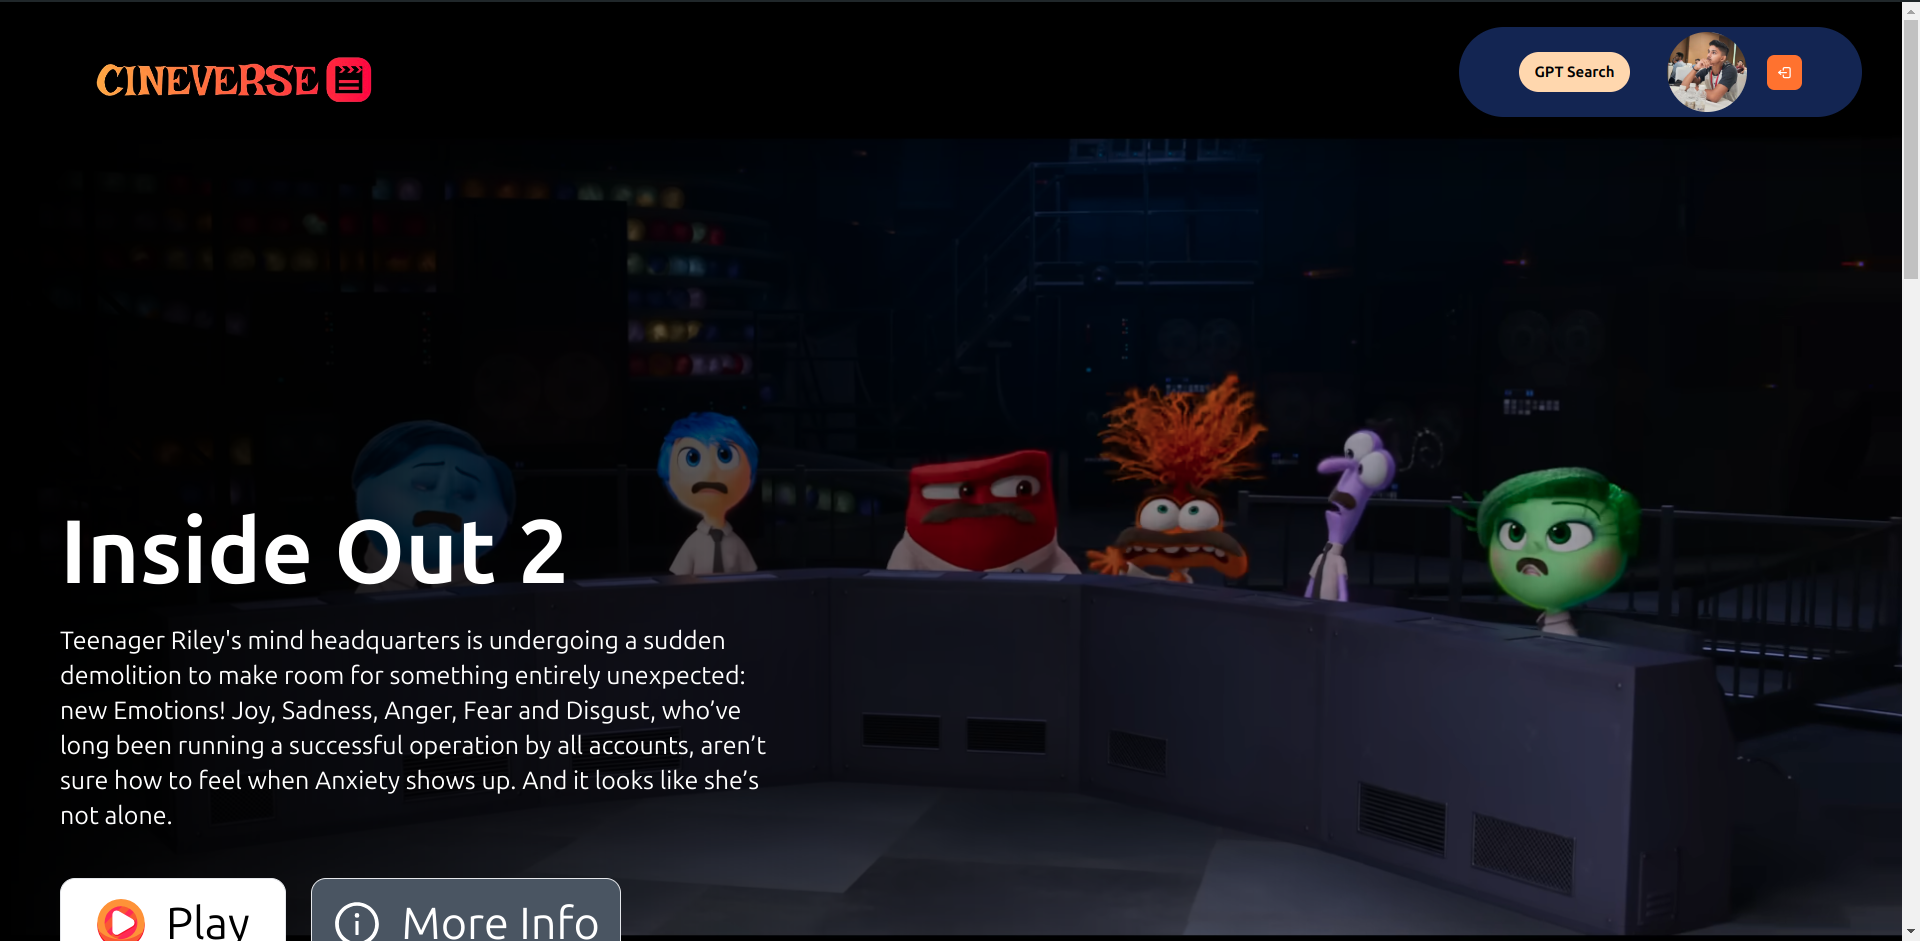 CINEVERSE
GPT Search
Inside Out 2
Teenager Riley's mind headquarters is undergoing a sudden
demolition to make room for something entirely unexpected:
new Emotions! Joy, Sadness, Anger, Fear and Disgust, who’ve
long been running a successful operation by all accounts, aren’t
sure how to feel when Anxiety shows up. And it looks like she’s
not alone.
Play
More Info